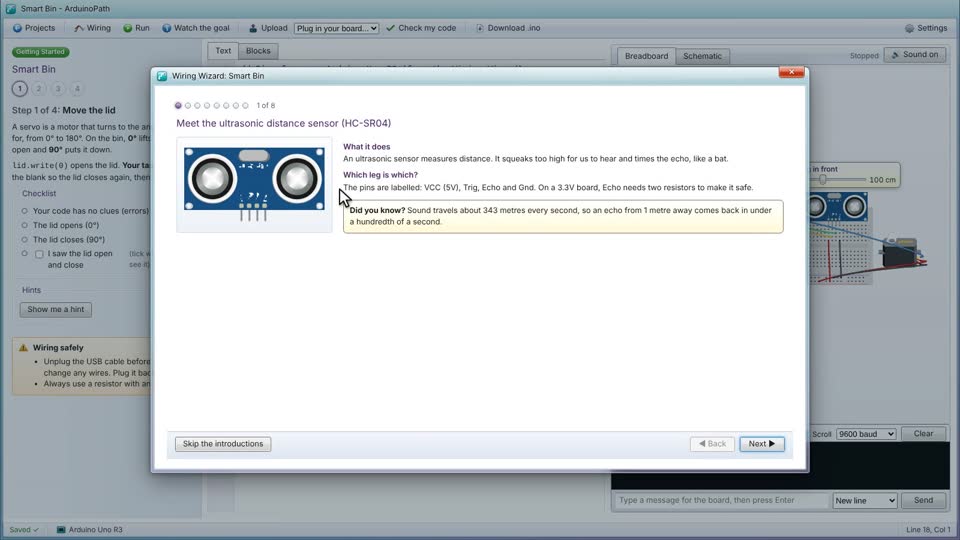 Smart Bin - ArduinoPath
Projects Wiring Run Watch the goal Upload Plug in your board... Check my code Download .ino Settings
Getting Started
Smart Bin
1 2 3 4
Step 1 of 4: Move the lid
A servo is a motor that turns to the an
for, from 0° to 180°. On the bin, 0° lifts
open and 90° puts it down.
lid.write(0) opens the lid. Your ta
the blank so the lid closes again, then
Checklist
Your code has no clues (errors)
The lid opens (0°)
The lid closes (90°)
I saw the lid open and close
(tick w
see it)
Hints
Show me a hint
Wiring safely
Unplug the USB cable before
change any wires. Plug it bac
Always use a resistor with an
Text Blocks
Breadboard Schematic Stopped Sound on
Wiring Wizard: Smart Bin
x
1 of 8
Meet the ultrasonic distance sensor (HC-SR04)
What it does
An ultrasonic sensor measures distance. It squeaks too high for us to hear and times the echo, like a bat.
Which leg is which?
The pins are labelled: VCC (5V), Trig, Echo and Gnd. On a 3.3V board, Echo needs two resistors to make it safe.
Did you know? Sound travels about 343 metres every second, so an echo from 1 metre away comes back in under
a hundredth of a second.
Skip the introductions
◀ Back
Next ▶
in front
100 cm
Scroll 9600 baud Clear
Type a message for the board, then press Enter New line Send
Saved ✓ Arduino Uno R3 Line 18, Col 1